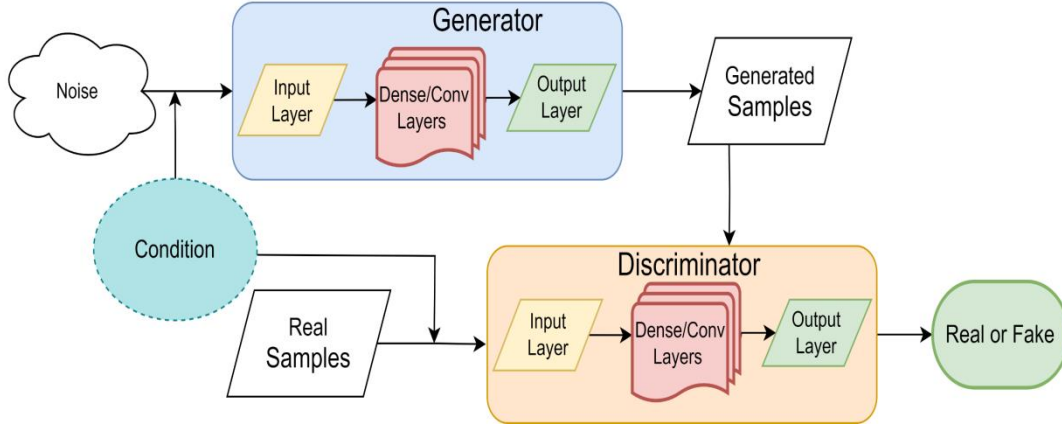 Generator
Noise
Input
Layer
Dense/Conv
Layers
Output
Layer
Generated
Samples
Condition
Real
Samples
Discriminator
Input
Layer
Dense/Conv
Layers
Output
Layer
Real or Fake